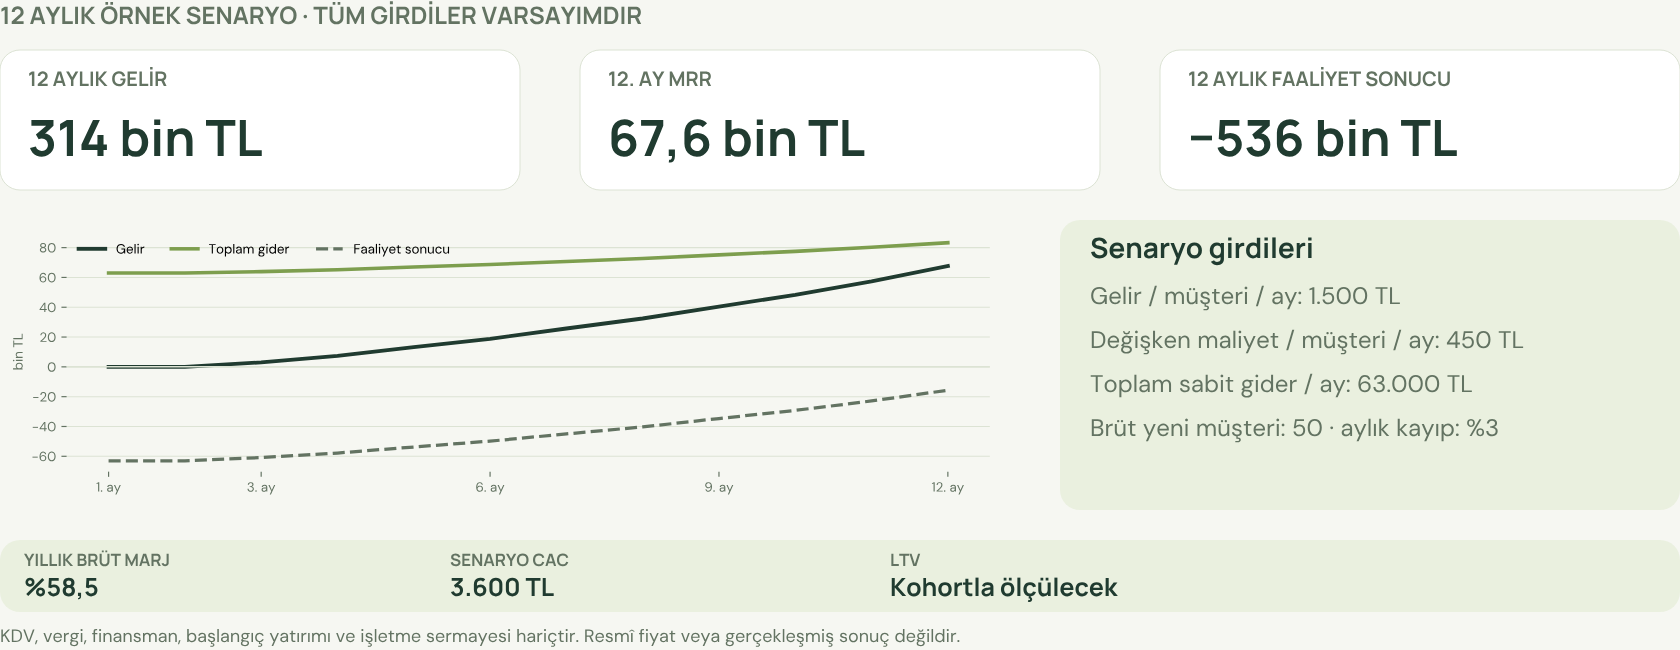 12 AYLIK ÖRNEK SENARYO · TÜM GİRDİLER VARSAYIMDIR
12 AYLIK GELİR
314 bin TL
12. AY MRR
67,6 bin TL
12 AYLIK FAALİYET SONUCU
−536 bin TL
Gelir
Toplam gider
Faaliyet sonucu
bin TL
80
60
40
20
0
-20
-40
-60
1. ay
3. ay
6. ay
9. ay
12. ay
Senaryo girdileri
Gelir / müşteri / ay: 1.500 TL
Değişken maliyet / müşteri / ay: 450 TL
Toplam sabit gider / ay: 63.000 TL
Brüt yeni müşteri: 50 · aylık kayıp: %3
YILLIK BRÜT MARJ
%58,5
SENARYO CAC
3.600 TL
LTV
Kohortla ölçülecek
KDV, vergi, finansman, başlangıç yatırımı ve işletme sermayesi hariçtir. Resmî fiyat veya gerçekleşmiş sonuç değildir.